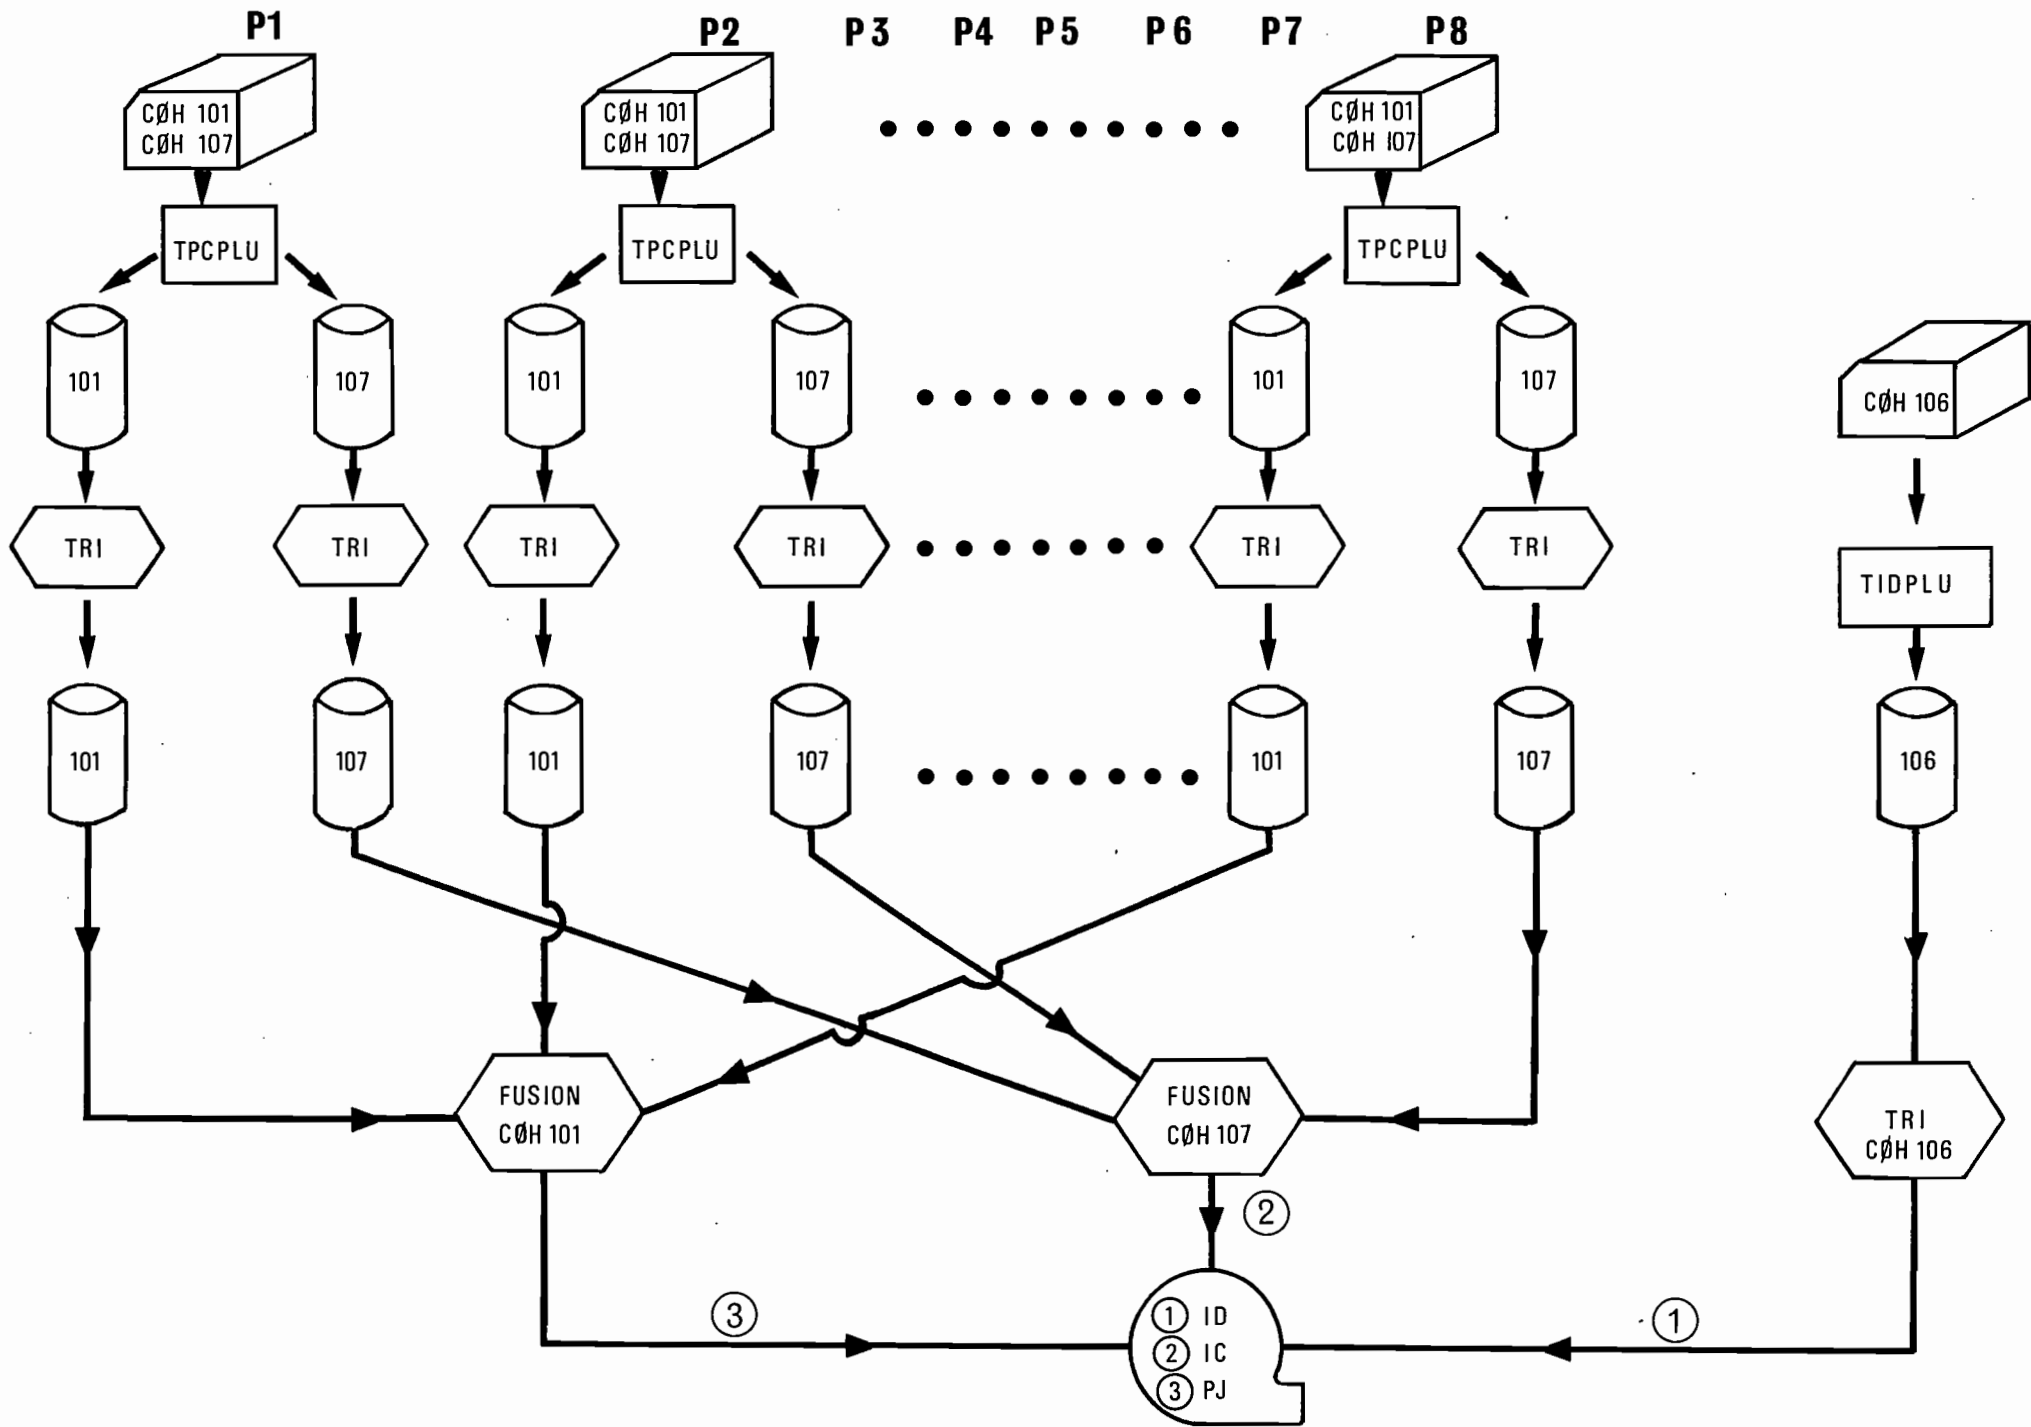 P1 P2 P3 P4 P5 P6 P7 P8
CØH 101
CØH 107
CØH 101
CØH 107
CØH 101
CØH 107
TPCPLU TPCPLU TPCPLU
101 107 101 107 101 107
CØH 106
TRI TRI TRI TRI TRI TRI
TIDPLU
101 107 101 107 101 107 106
FUSION
CØH 101
FUSION
CØH 107
TRI
CØH 106
2
3
1
1 ID
2 IC
3 PJ